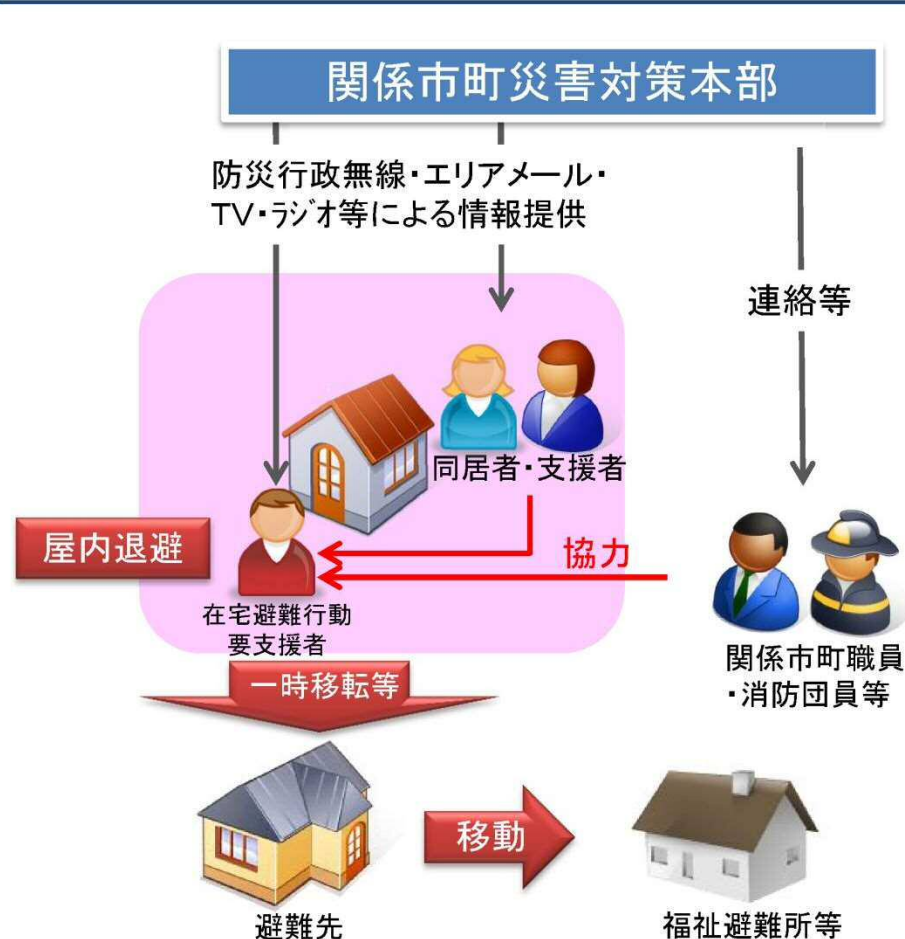 関係市町災害対策本部
防災行政無線・エリアメール・
TV・ラジオ等による情報提供
連絡等
同居者・支援者
屋内退避
協力
在宅避難行動
要支援者
関係市町職員
・消防団員等
一時移転等
移動
避難先
福祉避難所等